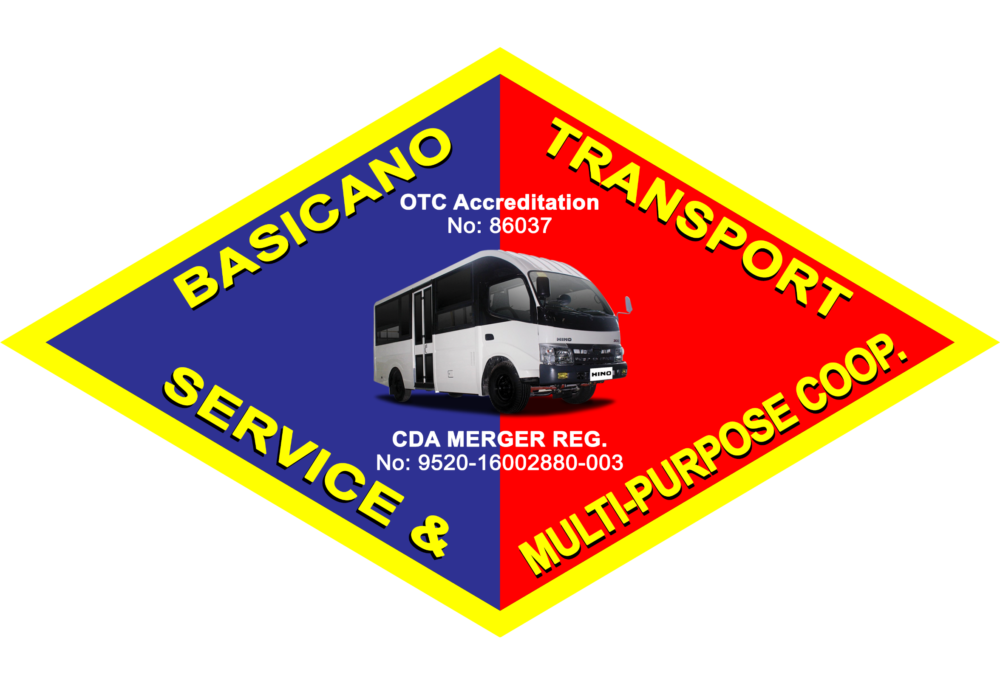 BASICANO
TRANSPORT
SERVICE &
MULTI-PURPOSE COOP.
OTC Accreditation
No: 86037
HINO
300
HINO
CDA MERGER REG.
No: 9520-16002880-003